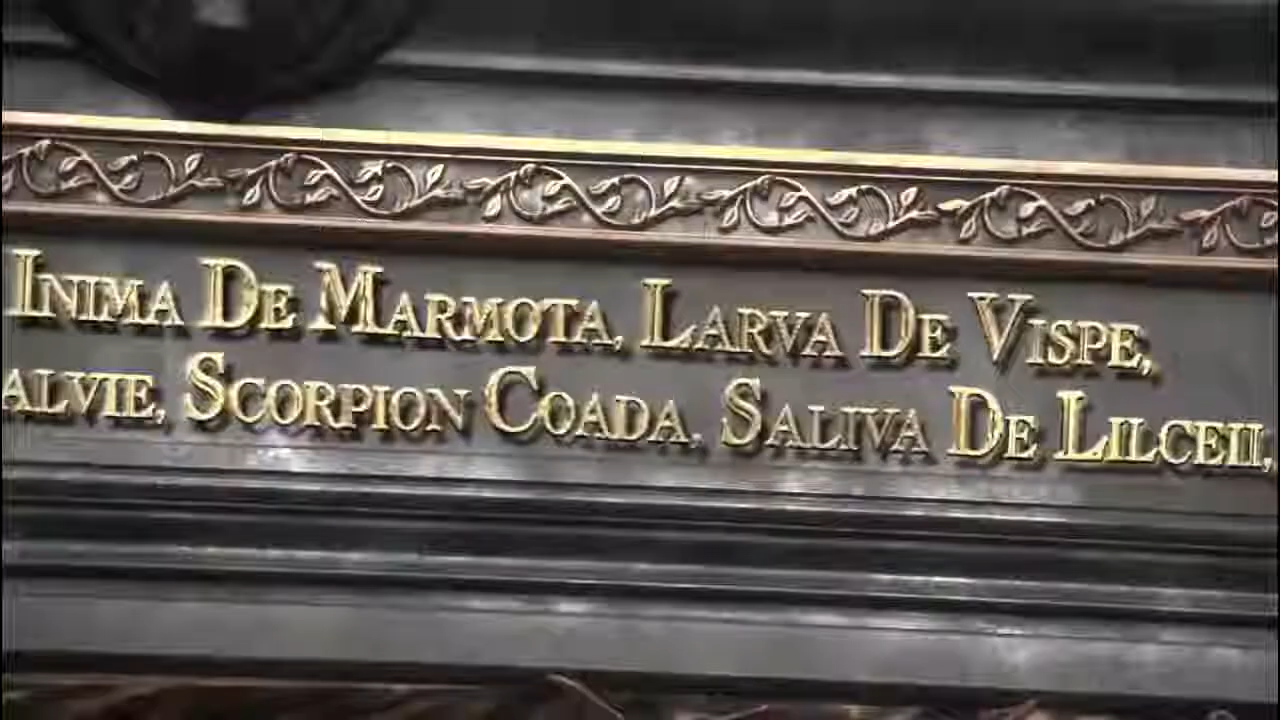 INIMA DE MARMOTA, LARVA DE VISPE,
ALVIE, SCORPION COADA, SALIVA DE LILCEII,